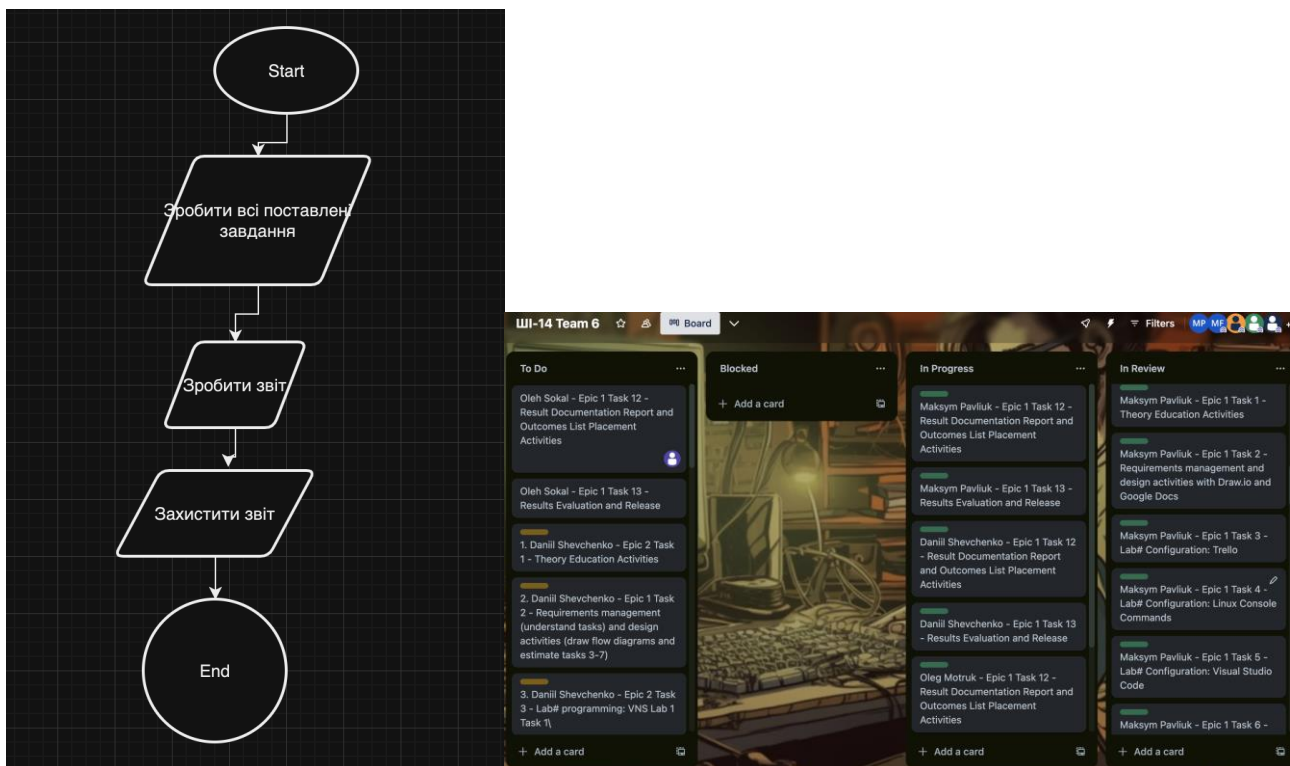 Start
Зробити всі поставлені
завдання
Зробити звіт
Захистити звіт
End
ШІ-14 Team 6
Board
Filters
MP
MF
To Do
Oleh Sokal - Epic 1 Task 12 -
Result Documentation Report and
Outcomes List Placement
Activities
Oleh Sokal - Epic 1 Task 13 -
Results Evaluation and Release
1. Daniil Shevchenko - Epic 2 Task
1 - Theory Education Activities
2. Daniil Shevchenko - Epic 1 Task
2 - Requirements management
(understand tasks) and design
activities (draw flow diagrams and
estimate tasks 3-7)
3. Daniil Shevchenko - Epic 2 Task
3 - Lab# programming: VNS Lab 1
Task 1\
+ Add a card
Blocked
+ Add a card
In Progress
Maksym Pavliuk - Epic 1 Task 12 -
Result Documentation Report and
Outcomes List Placement
Activities
Maksym Pavliuk - Epic 1 Task 13 -
Results Evaluation and Release
Daniil Shevchenko - Epic 1 Task 12
- Result Documentation Report
and Outcomes List Placement
Activities
Daniil Shevchenko - Epic 1 Task 13
- Results Evaluation and Release
Oleg Motruk - Epic 1 Task 12 -
Result Documentation Report and
Outcomes List Placement
Activities
+ Add a card
In Review
Maksym Pavliuk - Epic 1 Task 1 -
Theory Education Activities
Maksym Pavliuk - Epic 1 Task 2 -
Requirements management and
design activities with Draw.io and
Google Docs
Maksym Pavliuk - Epic 1 Task 3 -
Lab# Configuration: Trello
Maksym Pavliuk - Epic 1 Task 4 -
Lab# Configuration: Linux Console
Commands
Maksym Pavliuk - Epic 1 Task 5 -
Lab# Configuration: Visual Studio
Code
Maksym Pavliuk - Epic 1 Task 6 -
+ Add a card